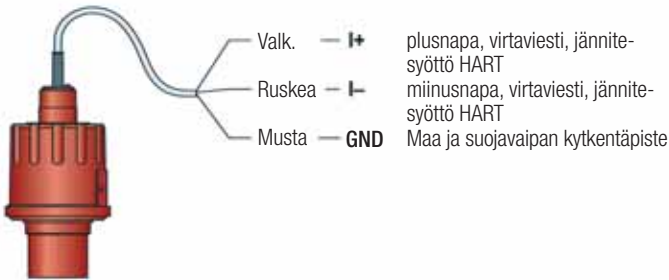 Valk. I+ plusnapa, virtaviesti, jännite-
syöttö HART
Ruskea I– miinusnapa, virtaviesti, jännite-
syöttö HART
Musta GND Maa ja suojavaipan kytkentäpiste